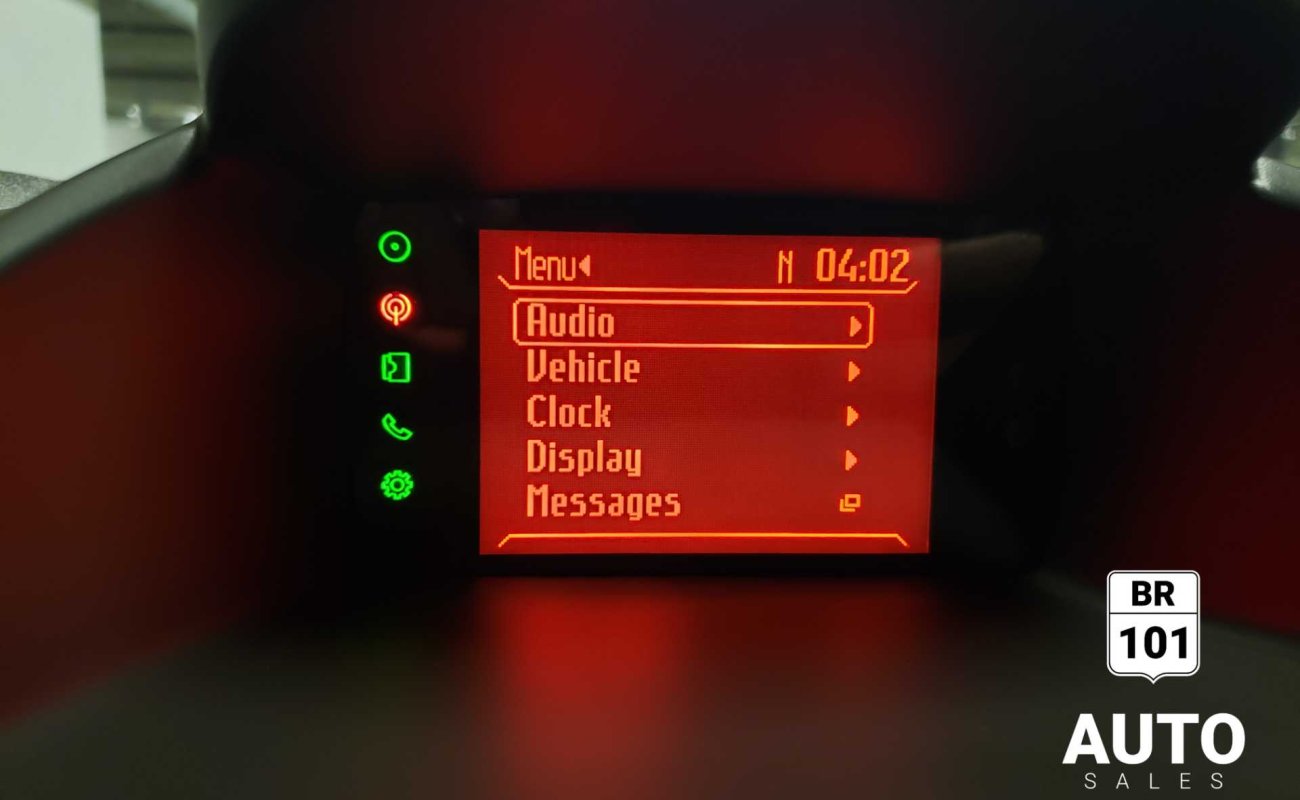 Menu
N 04:02
Audio
Vehicle
Clock
Display
Messages
BR
101
AUTO
SALES